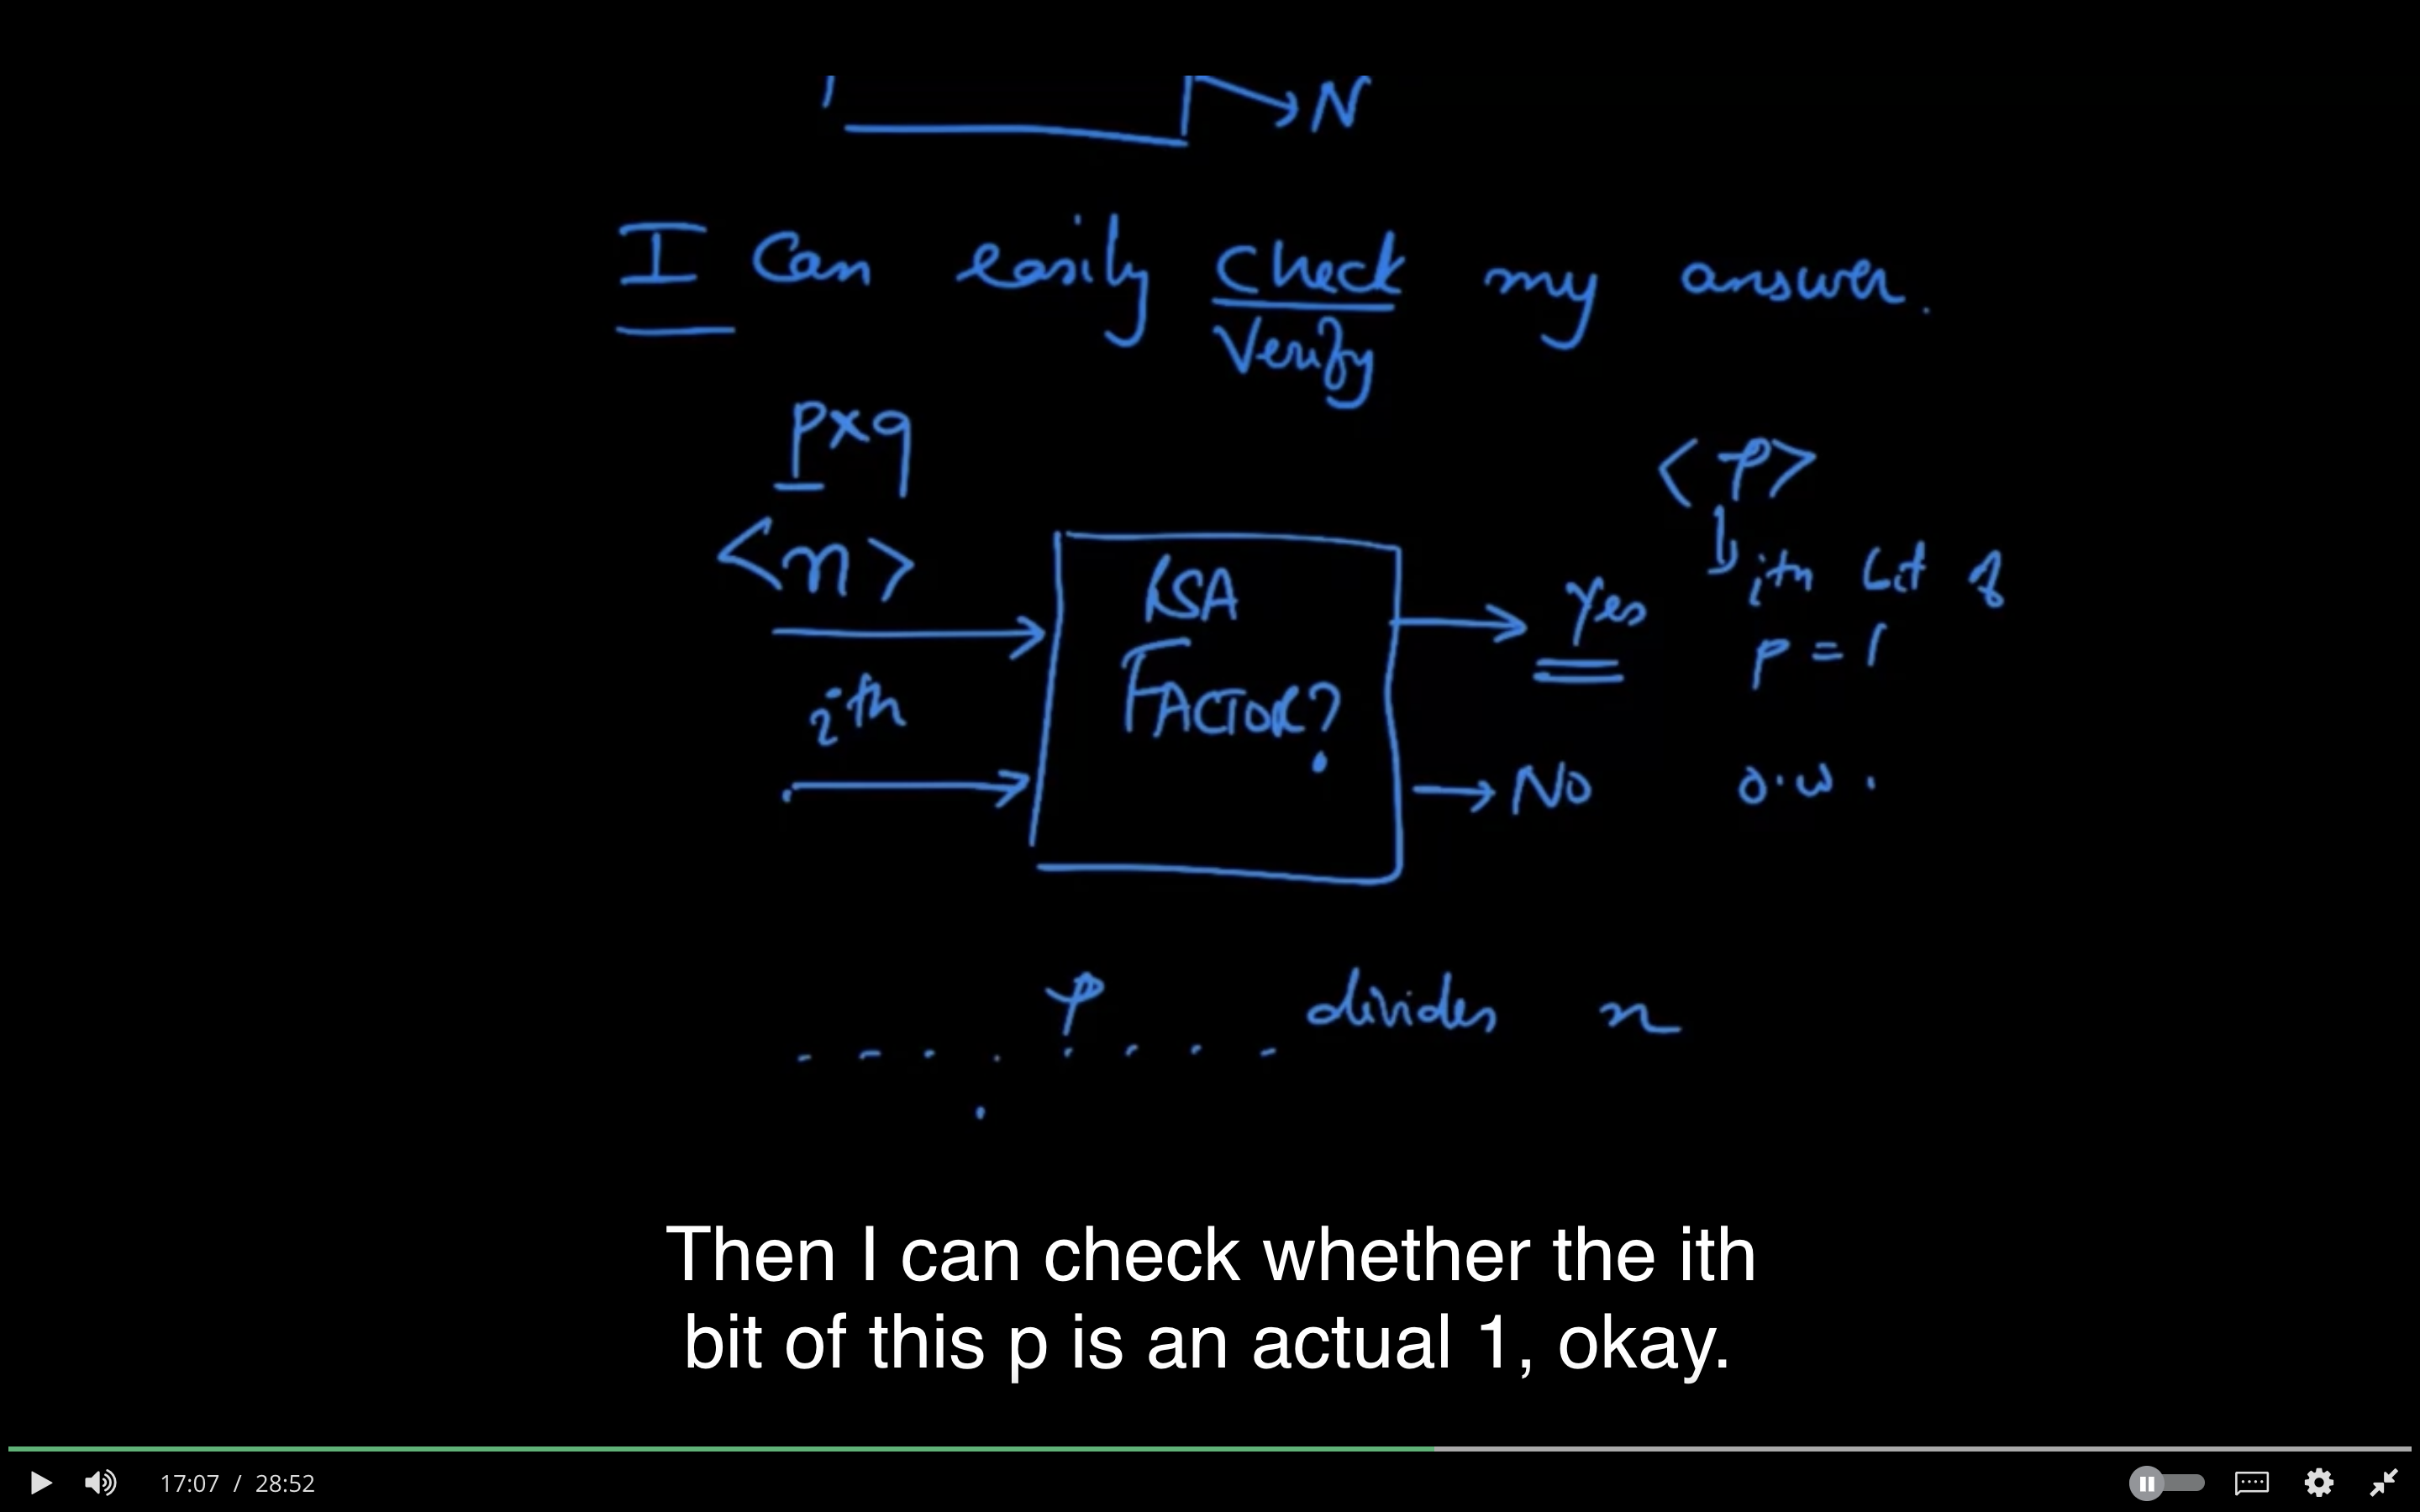 N
I Can easily Check my answer.
Verify
p×q
<p>
<n>
RSA
FACTOR?
Yes
ith bit of
p = 1
ith
No
o.w.
p divides n
Then I can check whether the ith
bit of this p is an actual 1, okay.
17:07 / 28:52